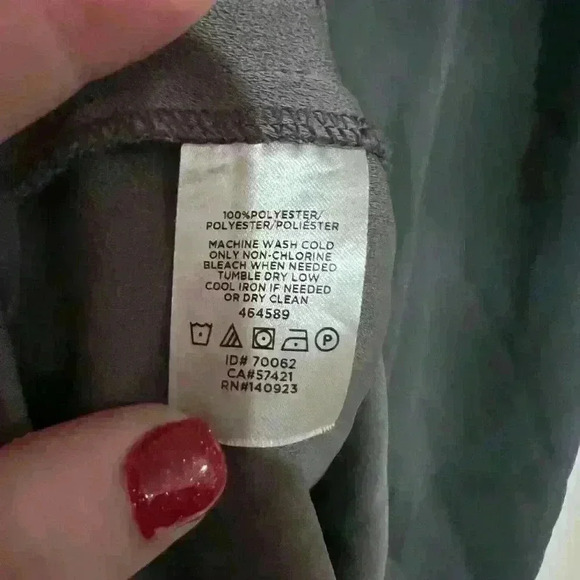 100%POLYESTER/
POLYESTER/POLIÉSTER
MACHINE WASH COLD
ONLY NON-CHLORINE
BLEACH WHEN NEEDED
TUMBLE DRY LOW
COOL IRON IF NEEDED
OR DRY CLEAN
464589
P
ID# 70062
CA#57421
RN#140923